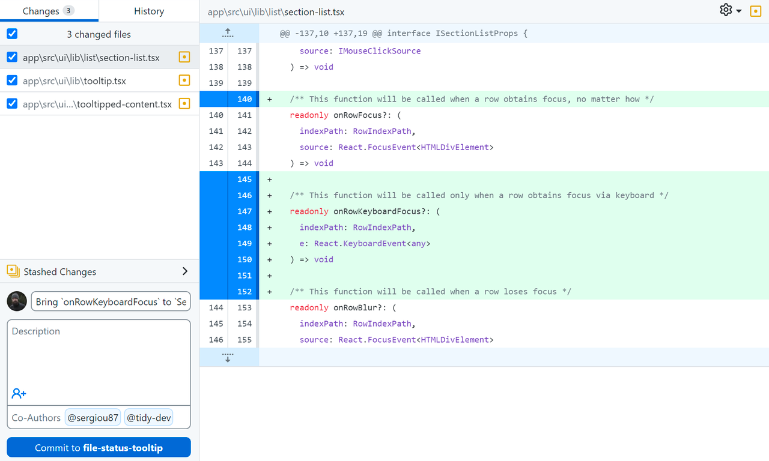 Changes 3 History
3 changed files
app\src\ui\lib\list\section-list.tsx
app\src\ui\lib\tooltip.tsx
app\src\ui...\tooltipped-content.tsx
Stashed Changes
Bring `onRowKeyboardFocus` to `Se
Description
Co-Authors @sergiou87 @tidy-dev
Commit to file-status-tooltip
app\src\ui\lib\list\section-list.tsx
@@ -137,10 +137,19 @@ interface ISectionListProps {
137 137 source: IMouseClickSource
138 138 ) => void
139 139
140 + /** This function will be called when a row obtains focus, no matter how */
140 141 readonly onRowFocus?: (
141 142 indexPath: RowIndexPath,
142 143 source: React.FocusEvent<HTMLDivElement>
143 144 ) => void
145 +
146 + /** This function will be called only when a row obtains focus via keyboard */
147 + readonly onRowKeyboardFocus?: (
148 + indexPath: RowIndexPath,
149 + e: React.KeyboardEvent<any>
150 + ) => void
151 +
152 + /** This function will be called when a row loses focus */
144 153 readonly onRowBlur?: (
145 154 indexPath: RowIndexPath,
146 155 source: React.FocusEvent<HTMLDivElement>